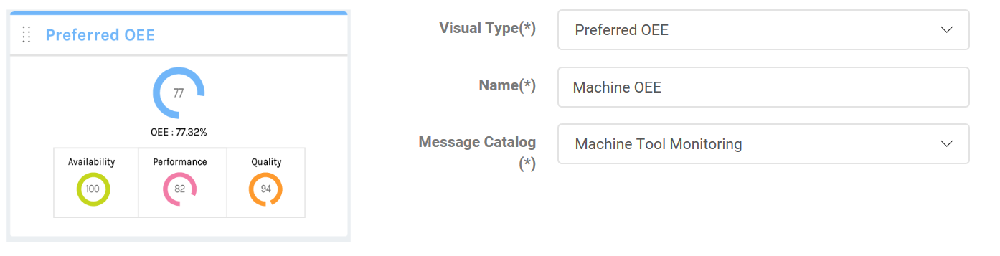 Preferred OEE
77
OEE : 77.32%
Availability Performance Quality
100 82 94
Visual Type(*)
Preferred OEE
Name(*)
Machine OEE
Message Catalog
(*)
Machine Tool Monitoring